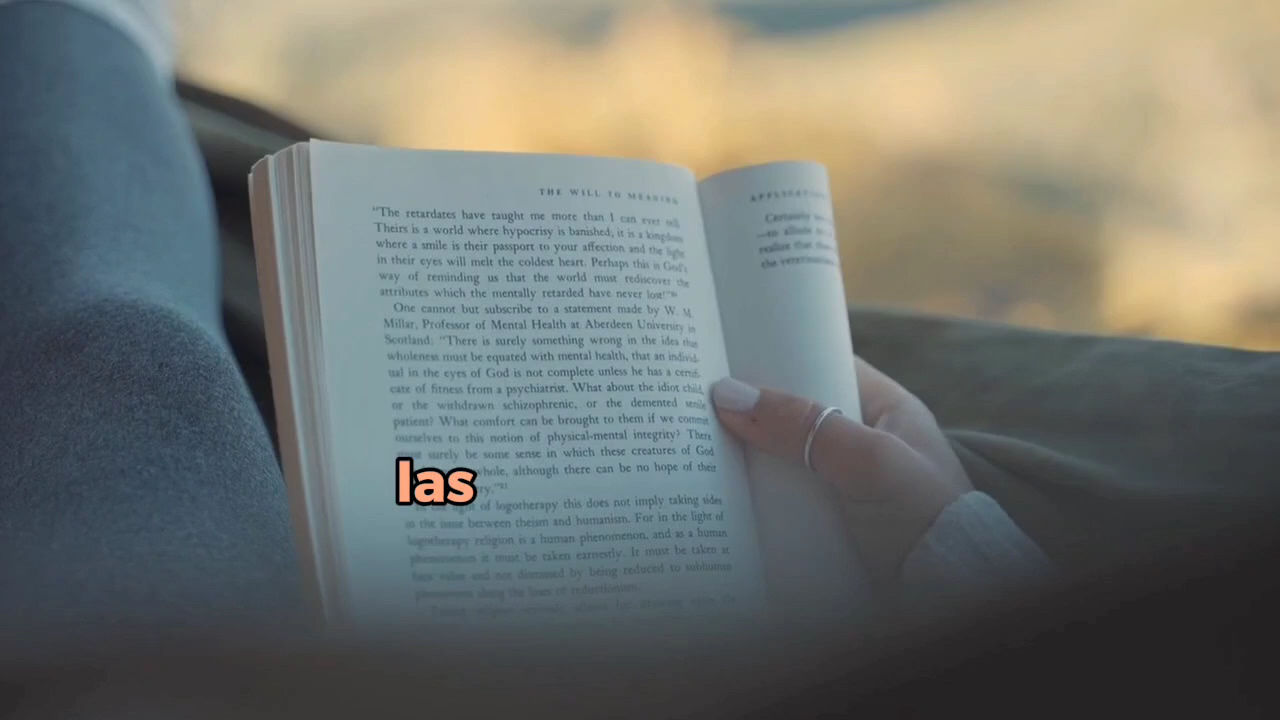 THE WILL TO MEANING
"The retardates have taught me more than I can ever tell.
Theirs is a world where hypocrisy is banished; it is a kingdom
where a smile is their passport to your affection and the light
in their eyes will melt the coldest heart. Perhaps this is God's
way of reminding us that the world must rediscover the
attributes which the mentally retarded have never lost!"
One cannot but subscribe to a statement made by W. M.
Millar, Professor of Mental Health at Aberdeen University in
Scotland: "There is surely something wrong in the idea that
wholeness must be equated with mental health, that an individ-
ual in the eyes of God is not complete unless he has a certifi-
cate of fitness from a psychiatrist. What about the idiot child,
or the withdrawn schizophrenic, or the demented senile
patient? What comfort can be brought to them if we commit
ourselves to this notion of physical-mental integrity? There
must surely be some sense in which these creatures of God
whole, although there can be no hope of their
las
ry."²¹
In the light of logotherapy this does not imply taking sides
in the issue between theism and humanism. For in the light of
logotherapy religion is a human phenomenon, and as a human
phenomenon it must be taken earnestly. It must be taken at
face value and not dismissed by being reduced to subhuman
phenomena along the lines of reductionism.
APPLICATIONS
Certainly
—to allude
realize that
the veterinarian